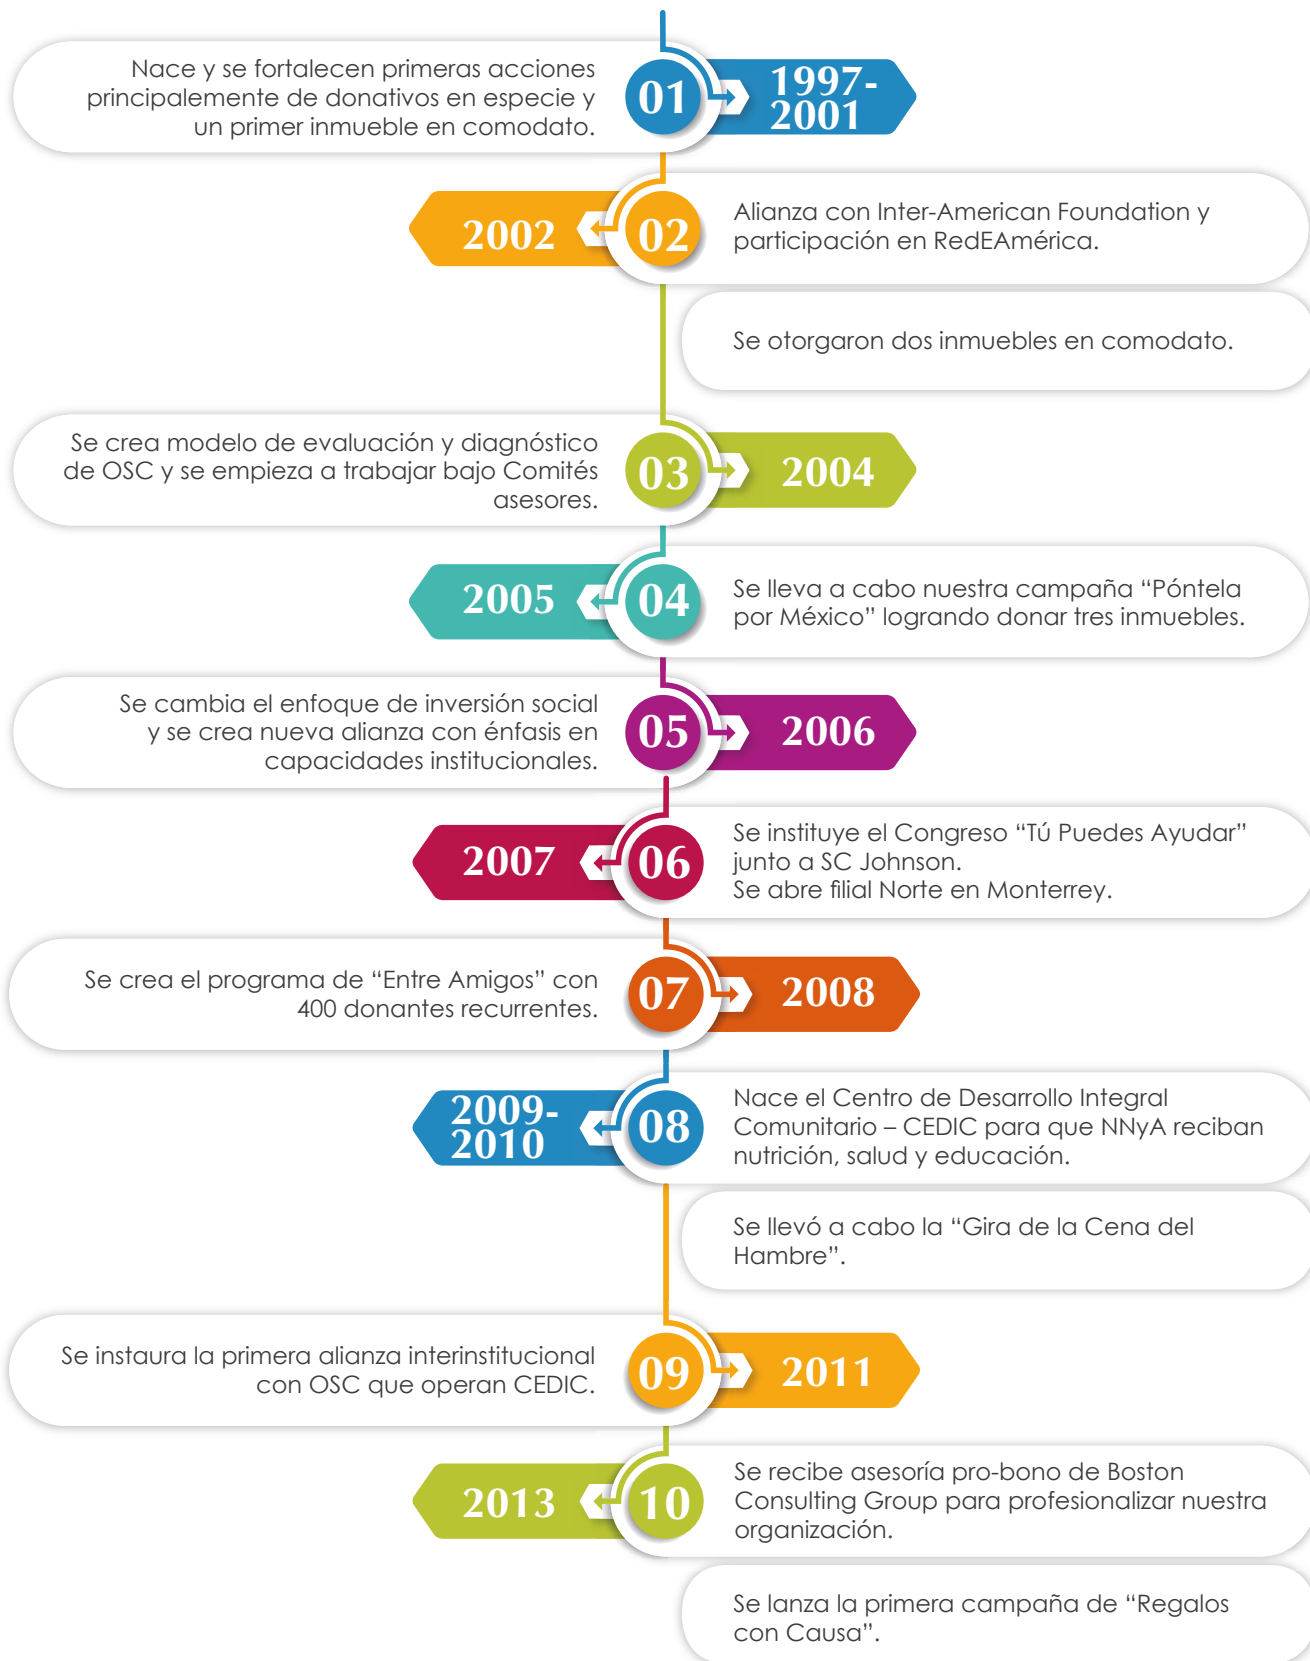 Nace y se fortalecen primeras acciones
principalemente de donativos en especie y
un primer inmueble en comodato.
01
1997-
2001
2002
02
Alianza con Inter-American Foundation y
participación en RedEAmérica.
Se otorgaron dos inmuebles en comodato.
Se crea modelo de evaluación y diagnóstico
de OSC y se empieza a trabajar bajo Comités
asesores.
03
2004
2005
04
Se lleva a cabo nuestra campaña “Póntela
por México” logrando donar tres inmuebles.
Se cambia el enfoque de inversión social
y se crea nueva alianza con énfasis en
capacidades institucionales.
05
2006
2007
06
Se instituye el Congreso “Tú Puedes Ayudar”
junto a SC Johnson.
Se abre filial Norte en Monterrey.
Se crea el programa de “Entre Amigos” con
400 donantes recurrentes.
07
2008
2009-
2010
08
Nace el Centro de Desarrollo Integral
Comunitario – CEDIC para que NNyA reciban
nutrición, salud y educación.
Se llevó a cabo la “Gira de la Cena del
Hambre”.
Se instaura la primera alianza interinstitucional
con OSC que operan CEDIC.
09
2011
2013
10
Se recibe asesoría pro-bono de Boston
Consulting Group para profesionalizar nuestra
organización.
Se lanza la primera campaña de “Regalos
con Causa”.